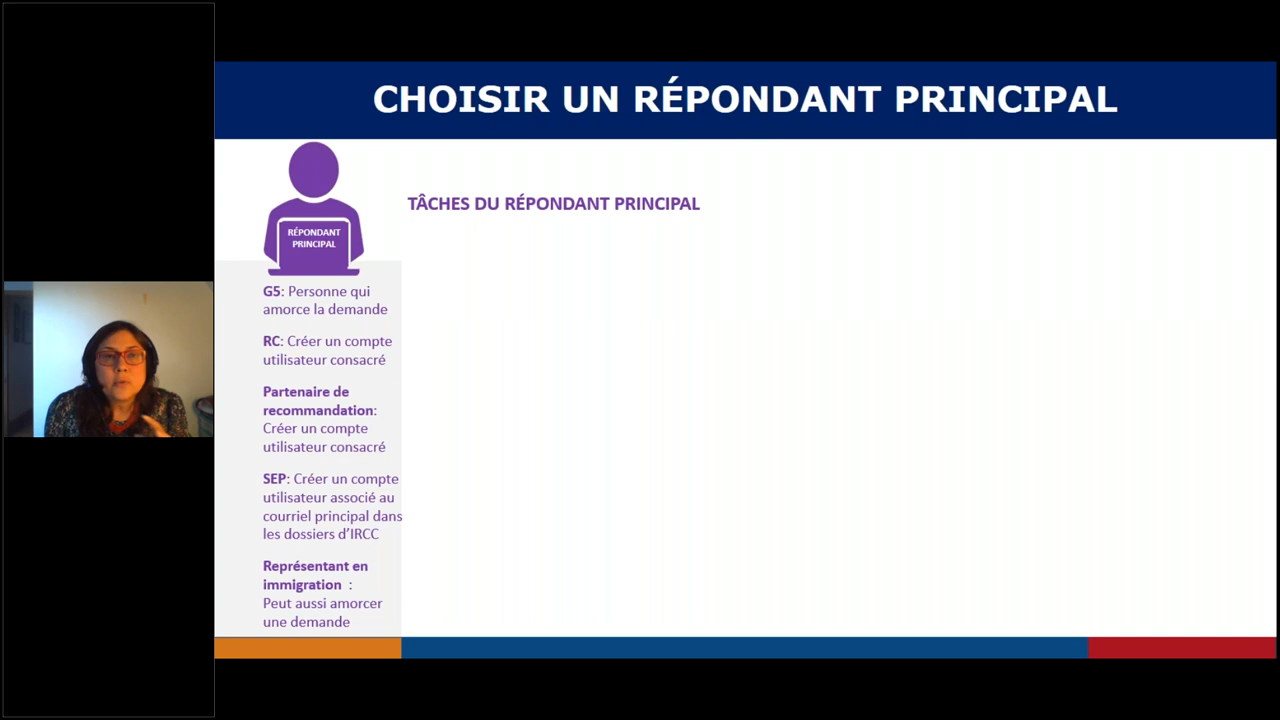 CHOISIR UN RÉPONDANT PRINCIPAL
RÉPONDANT
PRINCIPAL
TÂCHES DU RÉPONDANT PRINCIPAL
G5: Personne qui
amorce la demande
RC: Créer un compte
utilisateur consacré
Partenaire de
recommandation:
Créer un compte
utilisateur consacré
SEP: Créer un compte
utilisateur associé au
courriel principal dans
les dossiers d’IRCC
Représentant en
immigration :
Peut aussi amorcer
une demande